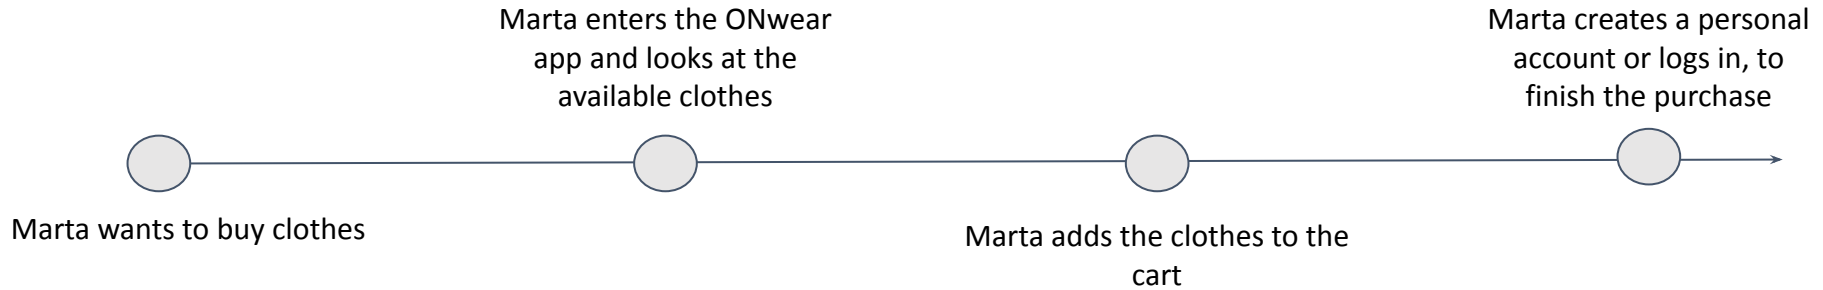 Marta wants to buy clothes
Marta enters the ONwear
app and looks at the
available clothes
Marta adds the clothes to the
cart
Marta creates a personal
account or logs in, to
finish the purchase